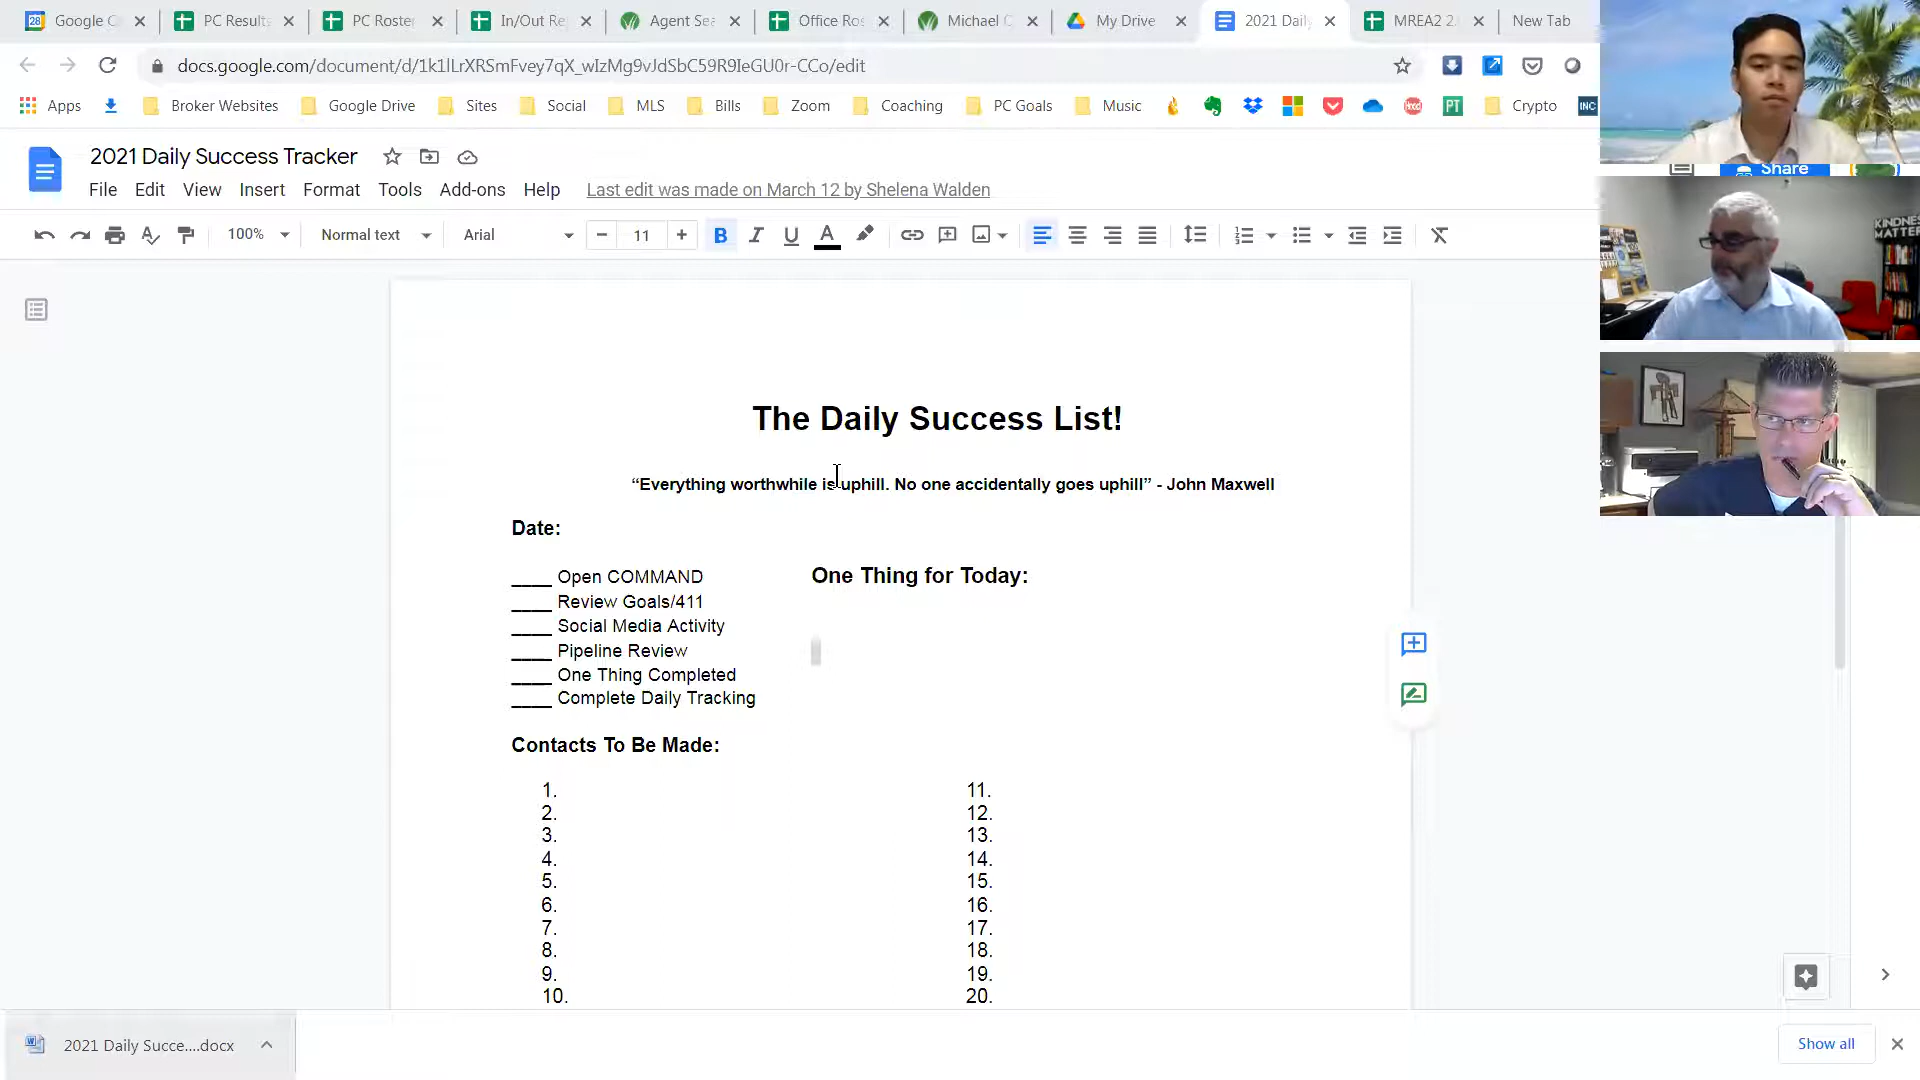 Google C
PC Result
PC Roster
In/Out Re
Agent Sea
Office Ros
Michael C
My Drive
2021 Daily
MREA2 2.
New Tab
docs.google.com/document/d/1k1lLrXRSmFvey7qX_wIzMg9vJdSbC59R9IeGU0r-CCo/edit
Apps
Broker Websites
Google Drive
Sites
Social
MLS
Bills
Zoom
Coaching
PC Goals
Music
PT
Crypto
INC
2021 Daily Success Tracker
Share
File Edit View Insert Format Tools Add-ons Help Last edit was made on March 12 by Shelena Walden
KINDNESS
MATTER
100% Normal text Arial 11 B I U A
The Daily Success List!
“Everything worthwhile is uphill. No one accidentally goes uphill” - John Maxwell
Date:
____ Open COMMAND
____ Review Goals/411
____ Social Media Activity
____ Pipeline Review
____ One Thing Completed
____ Complete Daily Tracking
One Thing for Today:
Contacts To Be Made:
1.
2.
3.
4.
5.
6.
7.
8.
9.
10.
11.
12.
13.
14.
15.
16.
17.
18.
19.
20.
2021 Daily Succe....docx
Show all